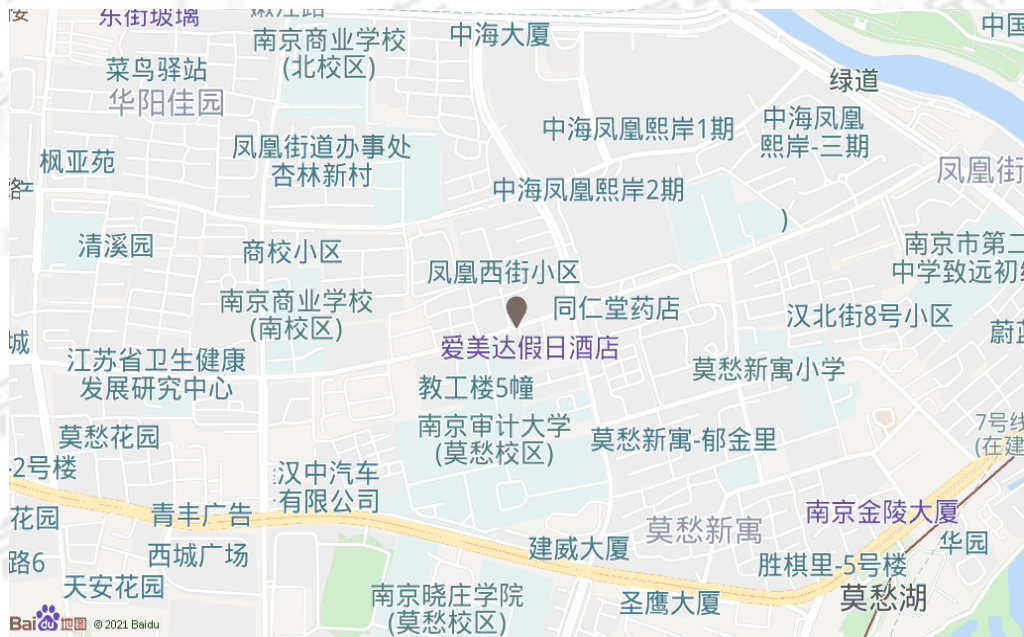 东街玻璃
嫩江路
中海大厦
中国
南京商业学校
(北校区)
菜鸟驿站
华阳佳园
绿道
中海凤凰熙岸1期
中海凤凰
熙岸-三期
凤凰街道办事处
杏林新村
枫亚苑
凤凰街
中海凤凰熙岸2期
路
)
清溪园
商校小区
南京市第二
中学致远初
凤凰西街小区
南京商业学校
(南校区)
同仁堂药店
汉北街8号小区
城
爱美达假日酒店
江苏省卫生健康
发展研究中心
莫愁新寓小学
教工楼5幢
南京审计大学
(莫愁校区)
莫愁花园
莫愁新寓-郁金里
7号线
(在建
-2号楼
汉中汽车
有限公司
花园
青丰广告
南京金陵大厦
莫愁新寓
西城广场
建威大厦
华园
路6
胜棋里-5号楼
天安花园
南京晓庄学院
(莫愁校区)
圣鹰大厦
莫愁湖
Bai du 地图 © 2021 Baidu